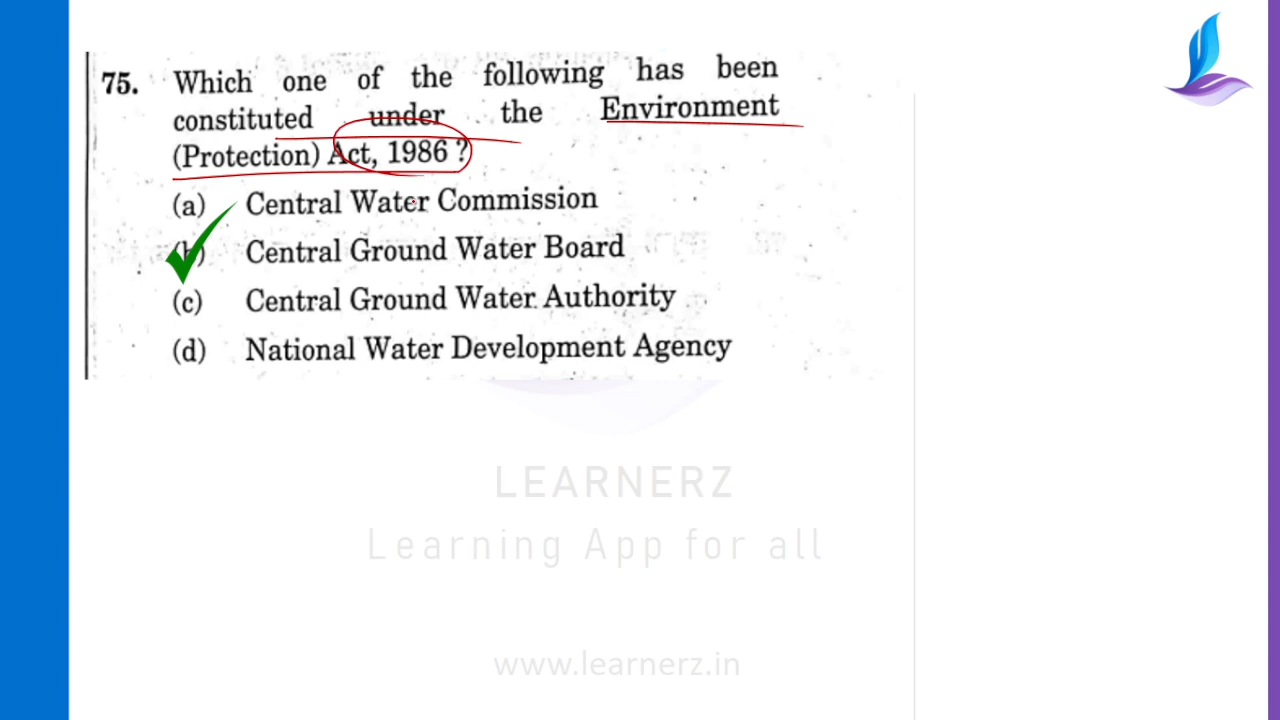 75. Which one of the following has been
constituted under the Environment
(Protection) Act, 1986 ?
(a) Central Water Commission
(b) Central Ground Water Board
(c) Central Ground Water Authority
(d) National Water Development Agency
LEARNERZ
Learning App for all
www.learnerz.in